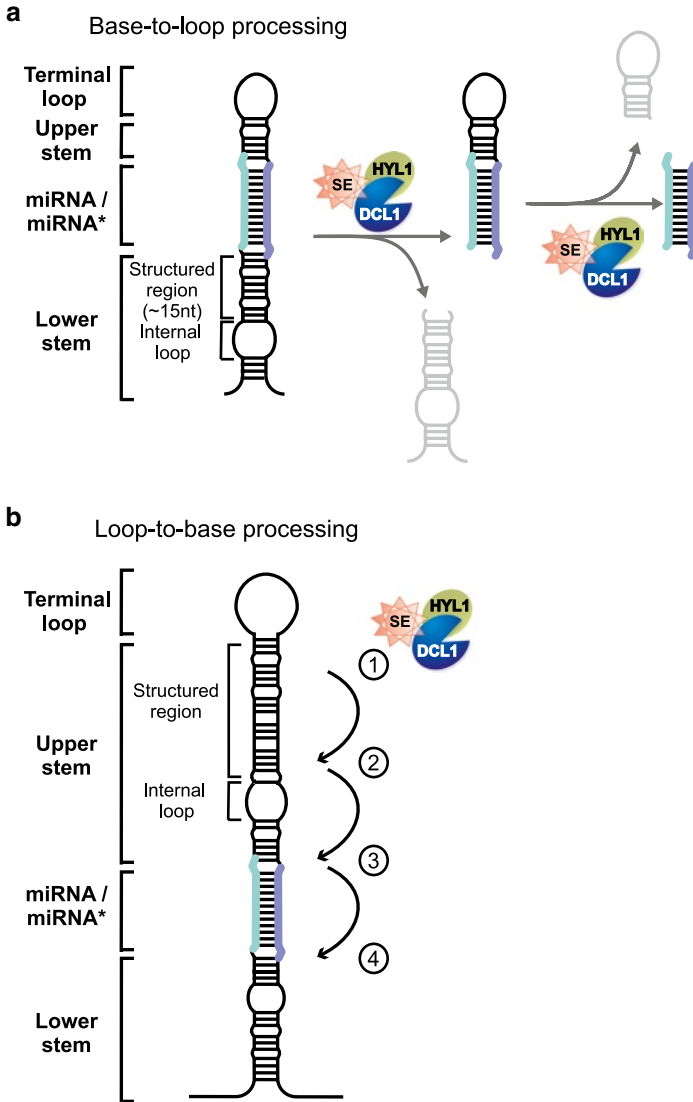 a
Base-to-loop processing
Terminal
loop
Upper
stem
miRNA /
miRNA*
Lower
stem
Structured
region
(~15nt)
Internal
loop
SE
HYL1
DCL1
SE
HYL1
DCL1
b
Loop-to-base processing
Terminal
loop
Upper
stem
miRNA /
miRNA*
Lower
stem
Structured
region
Internal
loop
SE
HYL1
DCL1
1
2
3
4